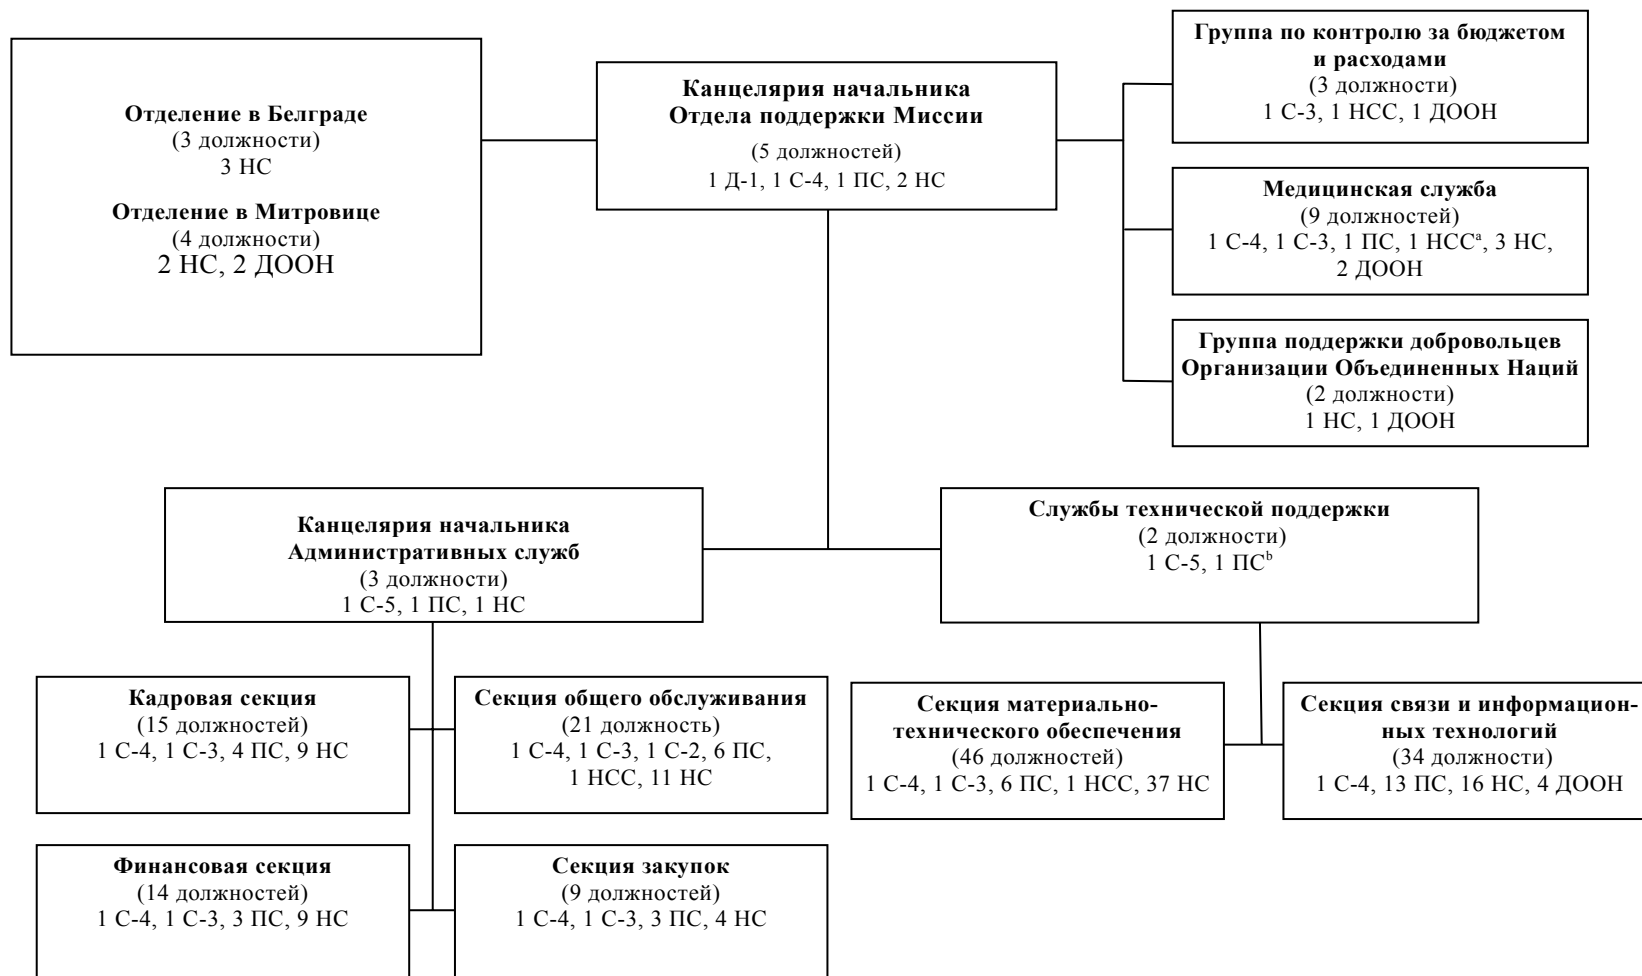 Отделение в Белграде
(3 должности)
3 НС
Отделение в Митровице
(4 должности)
2 НС, 2 ДООН
Канцелярия начальника
Отдела поддержки Миссии
(5 должностей)
1 Д-1, 1 С-4, 1 ПС, 2 НС
Группа по контролю за бюджетом
и расходами
(3 должности)
1 С-3, 1 НСС, 1 ДООН
Медицинская служба
(9 должностей)
1 С-4, 1 С-3, 1 ПС, 1 НССᵃ, 3 НС,
2 ДООН
Группа поддержки добровольцев
Организации Объединенных Наций
(2 должности)
1 НС, 1 ДООН
Канцелярия начальника
Административных служб
(3 должности)
1 С-5, 1 ПС, 1 НС
Службы технической поддержки
(2 должности)
1 С-5, 1 ПСᵇ
Кадровая секция
(15 должностей)
1 С-4, 1 С-3, 4 ПС, 9 НС
Секция общего обслуживания
(21 должность)
1 С-4, 1 С-3, 1 С-2, 6 ПС,
1 НСС, 11 НС
Секция материально-
технического обеспечения
(46 должностей)
1 С-4, 1 С-3, 6 ПС, 1 НСС, 37 НС
Секция связи и информацион-
ных технологий
(34 должности)
1 С-4, 13 ПС, 16 НС, 4 ДООН
Финансовая секция
(14 должностей)
1 С-4, 1 С-3, 3 ПС, 9 НС
Секция закупок
(9 должностей)
1 С-4, 1 С-3, 3 ПС, 4 НС